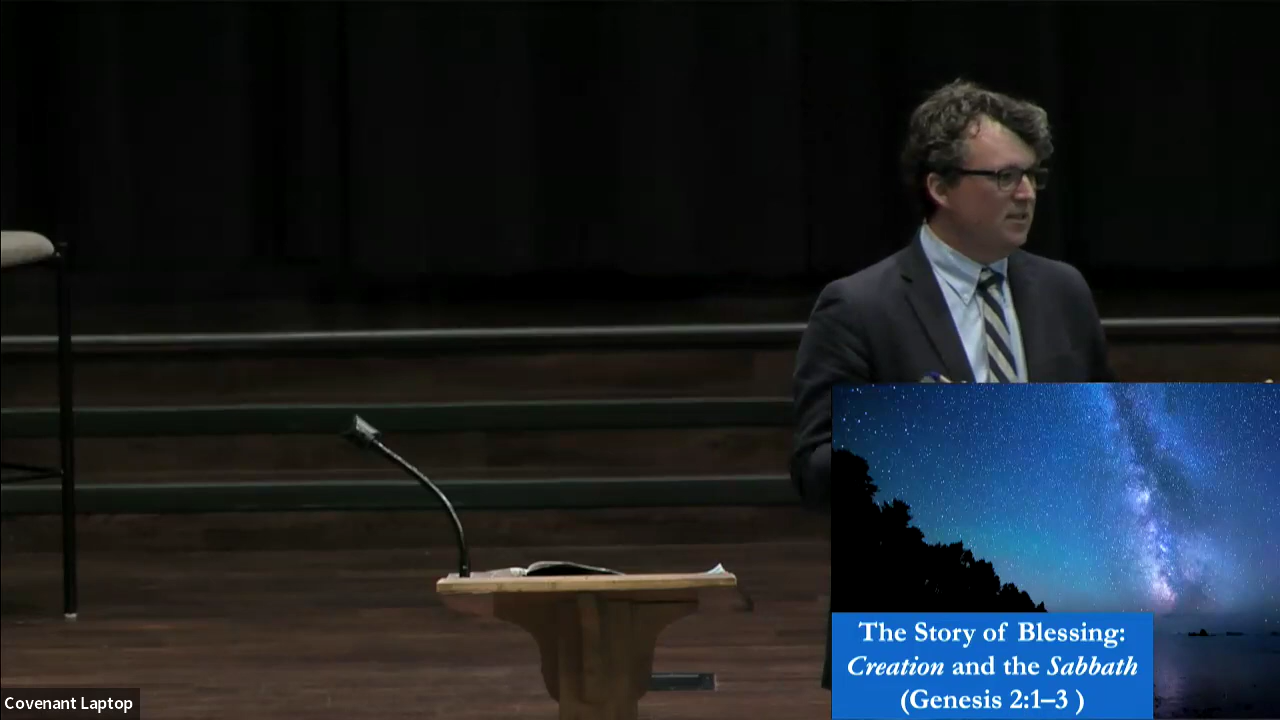 The Story of Blessing:
Creation and the Sabbath
(Genesis 2:1–3 )
Covenant Laptop